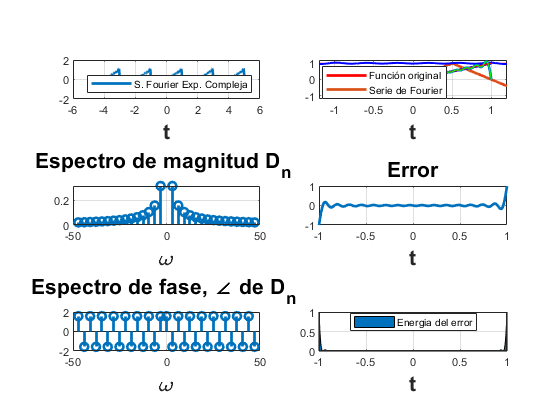 2
0
-2
-6 -4 -2 0 2 4 6
S. Fourier Exp. Compleja
t
1
0
-1
-1 -0.5 0 0.5 1
Función original
Serie de Fourier
t
Espectro de magnitud Dn
0.2
0
-50 0 50
ω
Error
1
0
-1
-1 -0.5 0 0.5 1
t
Espectro de fase, ∠ de Dn
2
0
-2
-50 0 50
ω
1
0.5
0
-1 -0.5 0 0.5 1
Energia del error
t